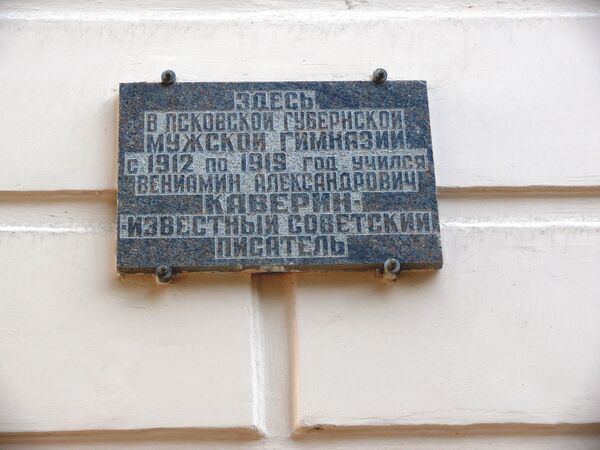 ЗДЕСЬ
В ПСКОВСКОЙ ГУБЕРНСКОЙ
МУЖСКОЙ ГИМНАЗИИ
С 1912 ПО 1919 ГОД УЧИЛСЯ
ВЕНИАМИН АЛЕКСАНДРОВИЧ
КАВЕРИН-
ИЗВЕСТНЫЙ СОВЕТСКИЙ
ПИСАТЕЛЬ